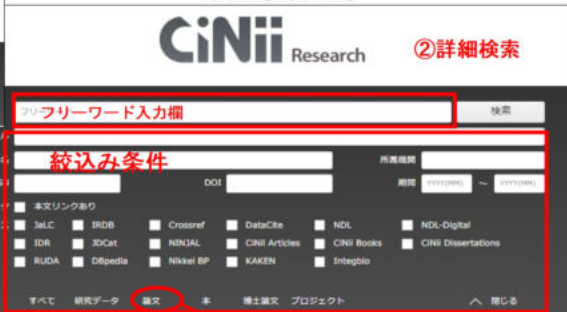 CiNii Research
②詳細検索
フリーワード入力欄
検索
絞込み条件
所属機関
DOI
期間 YYYY(MM) ～ YYYY(MM)
本文リンクあり
JaLC IRDB Crossref DataCite NDL NDL-Digital
IDR JDCat NINJAL CiNii Articles CiNii Books CiNii Dissertations
RUDA DBpedia Nikkei BP KAKEN Integbio
すべて 研究データ 論文 本 博士論文 プロジェクト ︿ 閉じる